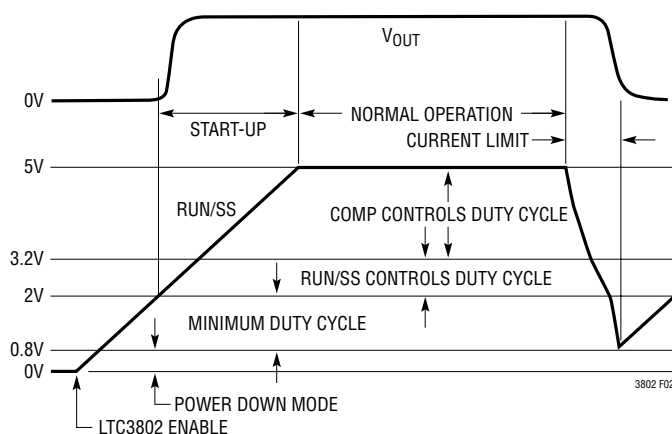 VOUT
0V
START-UP
NORMAL OPERATION
CURRENT LIMIT
5V
RUN/SS
COMP CONTROLS DUTY CYCLE
3.2V
RUN/SS CONTROLS DUTY CYCLE
2V
MINIMUM DUTY CYCLE
0.8V
0V
3802 F02
POWER DOWN MODE
LTC3802 ENABLE